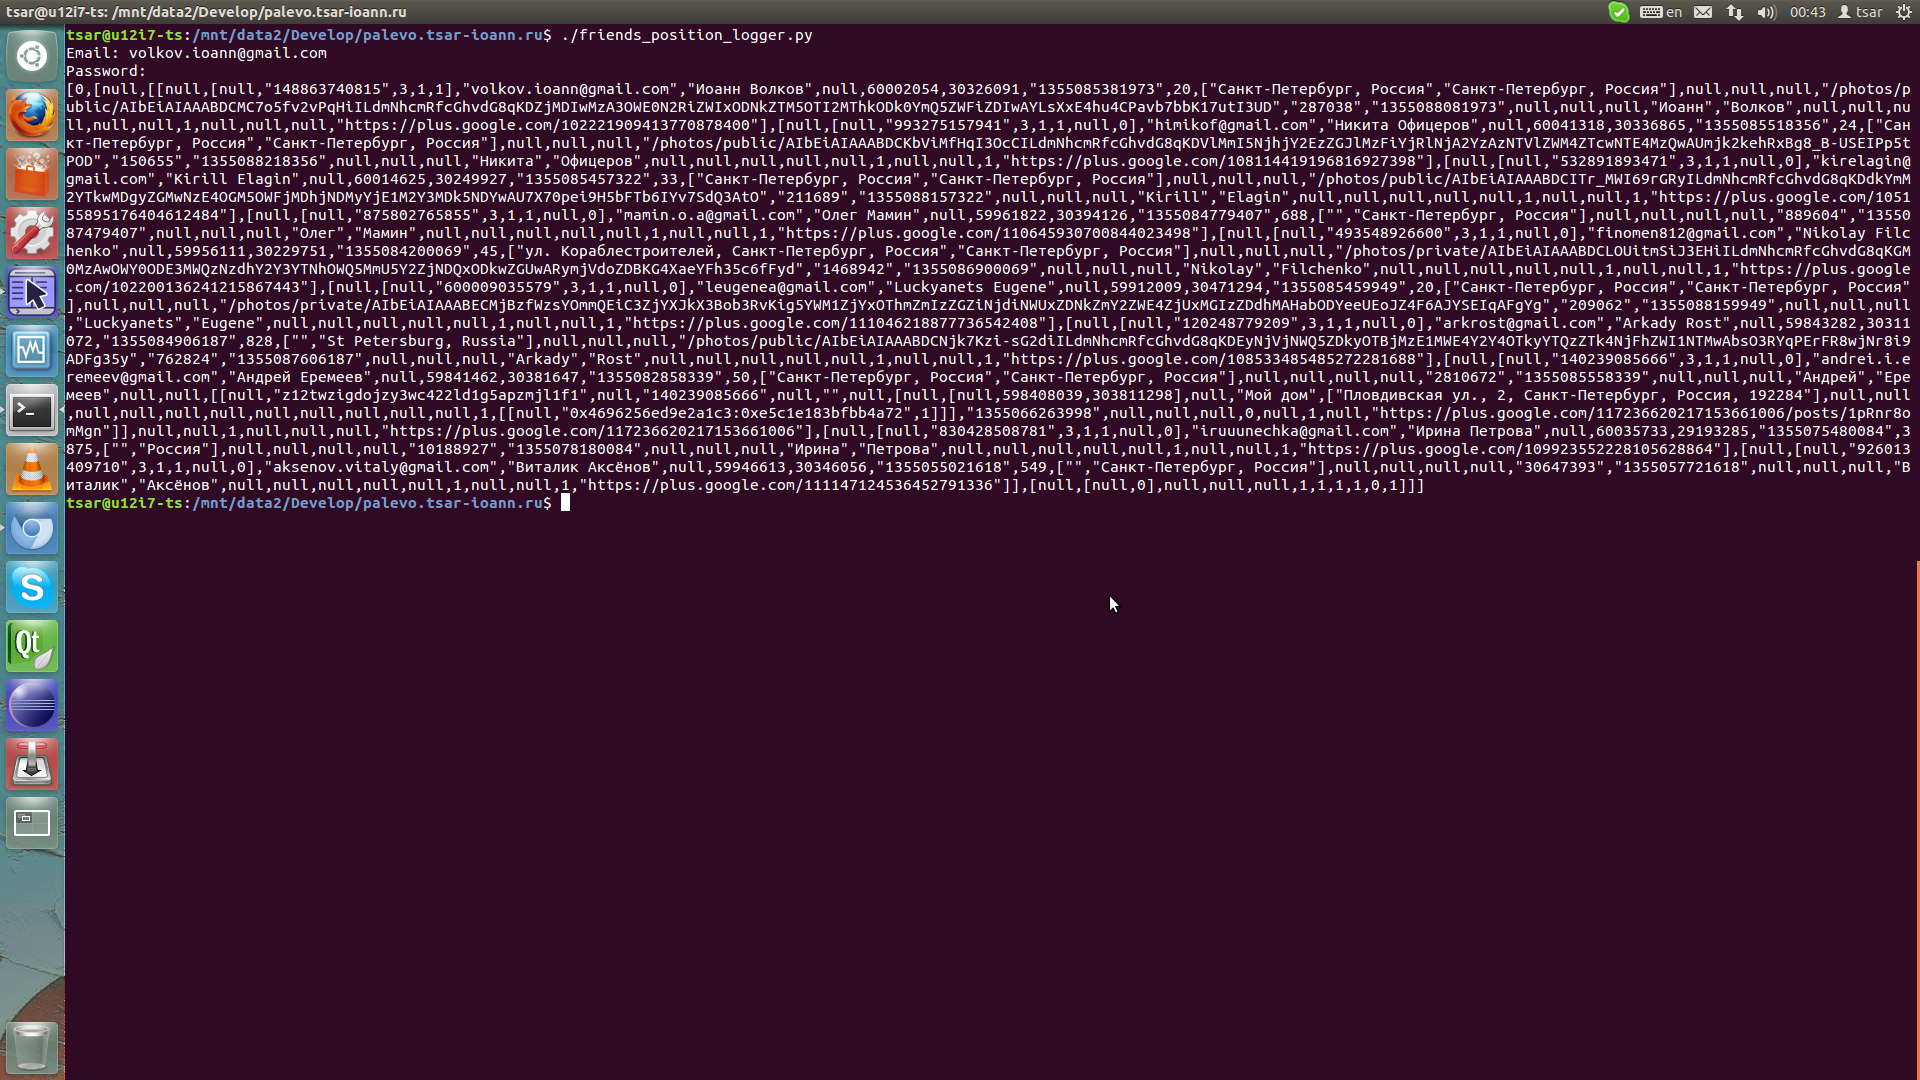 tsar@u12i7-ts: /mnt/data2/Develop/palevo.tsar-ioann.ru
en
00:43
tsar
tsar@u12i7-ts:/mnt/data2/Develop/palevo.tsar-ioann.ru$ ./friends_position_logger.py
Email: volkov.ioann@gmail.com
Password:
[0,[null,[[null,[null,"148863740815",3,1,1],"volkov.ioann@gmail.com","Иоанн Волков",null,60002054,30326091,"1355085381973",20,["Санкт-Петербург, Россия","Санкт-Петербург, Россия"],null,null,null,"/photos/p
ublic/AIbEiAIAAABDCMC7o5fv2vPqHiILdmNhcmRfcGhvdG8qKDZjMDIwMzA3OWE0N2RiZWIxODNkZTM5OTI2MThkODk0YmQ5ZWFiZDIwAYLsXxE4hu4CPavb7bbK17utI3UD","287038","1355088081973",null,null,null,"Иоанн","Волков",null,nul
l,null,null,1,null,null,null,"https://plus.google.com/102221909413770878400"],[null,[null,"993275157941",3,1,1,null,0],"himikof@gmail.com","Никита Офицеров",null,60041318,30336865,"1355085518356",24,["Сан
кт-Петербург, Россия","Санкт-Петербург, Россия"],null,null,null,"/photos/public/AIbEiAIAAABDCKbViMfHqI3OcCILdmNhcmRfcGhvdG8qKDVlMmI5NjhjY2EzZGJlMzFiYjRlNjA2YzAzNTVlZWM4ZTcwNTE4MzQwAUmjk2kehRxBg8_B-USEIPp5t
POD","150655","1355088218356",null,null,null,"Никита","Офицеров",null,null,null,null,null,1,null,null,1,"https://plus.google.com/108114419196816927398"],[null,[null,"532891893471",3,1,1,null,0],"kirelagin@
gmail.com","Kirill Elagin",null,60014625,30249927,"1355085457322",33,["Санкт-Петербург, Россия","Санкт-Петербург, Россия"],null,null,null,"/photos/public/AIbEiAIAAABDCITr_MWI69rGRyILdmNhcmRfcGhvdG8qKDdkYmM
2YTkwMDgyZGMwNzE4OGM5OWFjMDhjNDMyYjE1M2Y3MDk5NDYwAU7X70pei9H5bFTb6IYv7SdQ3AtO","211689","1355088157322",null,null,null,"Kirill","Elagin",null,null,null,null,null,1,null,null,1,"https://plus.google.com/1051
55895176404612484"],[null,[null,"875802765855",3,1,1,null,0],"mamin.o.a@gmail.com","Олег Мамин",null,59961822,30394126,"1355084779407",688,["","Санкт-Петербург, Россия"],null,null,null,null,"889604","13550
87479407",null,null,null,"Олег","Мамин",null,null,null,null,null,1,null,null,1,"https://plus.google.com/110645930700844023498"],[null,[null,"493548926600",3,1,1,null,0],"finomen812@gmail.com","Nikolay Filc
henko",null,59956111,30229751,"1355084200069",45,["ул. Кораблестроителей, Санкт-Петербург, Россия","Санкт-Петербург, Россия"],null,null,null,"/photos/private/AIbEiAIAAABDCLOUitmSiJ3EHiILdmNhcmRfcGhvdG8qKGM
0MzAwOWY0ODE3MWQzNzdhY2Y3YTNhOWQ5MmU5Y2ZjNDQxODkwZGUwARymjVdoZDBKG4XaeYFh35c6fFyd","1468942","1355086900069",null,null,null,"Nikolay","Filchenko",null,null,null,null,null,1,null,null,1,"https://plus.google
.com/102200136241215867443"],[null,[null,"600009035579",3,1,1,null,0],"leugenea@gmail.com","Luckyanets Eugene",null,59912009,30471294,"1355085459949",20,["Санкт-Петербург, Россия","Санкт-Петербург, Россия"
],null,null,null,"/photos/private/AIbEiAIAAABECMjBzfWzsYOmmQEiC3ZjYXJkX3Bob3RvKig5YWM1ZjYxOThmZmIzZGZiNjdiNWUxZDNkZmY2ZWE4ZjUxMGIzZDdhMAHabODYeeUEoJZ4F6AJYSEIqAFgYg","209062","1355088159949",null,null,null
,"Luckyanets","Eugene",null,null,null,null,null,1,null,null,1,"https://plus.google.com/111046218877736542408"],[null,[null,"120248779209",3,1,1,null,0],"arkrost@gmail.com","Arkady Rost",null,59843282,30311
072,"1355084906187",828,["","St Petersburg, Russia"],null,null,null,"/photos/public/AIbEiAIAAABDCNjk7Kzi-sG2diILdmNhcmRfcGhvdG8qKDEyNjVjNWQ5ZDkyOTBjMzE1MWE4Y2Y4OTkyYTQzZTk4NjFhZWI1NTMwAbsO3RYqPErFR8wjNr8i9
ADFg35y","762824","1355087606187",null,null,null,"Arkady","Rost",null,null,null,null,null,1,null,null,1,"https://plus.google.com/108533485485272281688"],[null,[null,"140239085666",3,1,1,null,0],"andrei.i.e
remeev@gmail.com","Андрей Еремеев",null,59841462,30381647,"1355082858339",50,["Санкт-Петербург, Россия","Санкт-Петербург, Россия"],null,null,null,null,"2810672","1355085558339",null,null,null,"Андрей","Ере
меев",null,null,[[null,"z12twzigdojzy3wc422ld1g5apzmjl1f1",null,"140239085666",null,"",null,[null,[null,598408039,303811298],null,"Мой дом",["Пловдивская ул., 2, Санкт-Петербург, Россия, 192284"],null,null
,null,null,null,null,null,null,null,1,[[null,"0x4696256ed9e2a1c3:0xe5c1e183bfbb4a72",1]]],"1355066263998",null,null,null,0,null,1,null,"https://plus.google.com/117236620217153661006/posts/1pRnr8o
mMgn"]],null,null,1,null,null,null,"https://plus.google.com/117236620217153661006"],[null,[null,"830428508781",3,1,1,null,0],"iruuunechka@gmail.com","Ирина Петрова",null,60035733,29193285,"1355075480084",3
875,["","Россия"],null,null,null,null,"10188927","1355078180084",null,null,null,"Ирина","Петрова",null,null,null,null,null,1,null,null,1,"https://plus.google.com/109923552228105628864"],[null,[null,"926013
409710",3,1,1,null,0],"aksenov.vitaly@gmail.com","Виталик Аксёнов",null,59946613,30346056,"1355055021618",549,["","Санкт-Петербург, Россия"],null,null,null,null,"30647393","1355057721618",null,null,null,"В
италик","Аксёнов",null,null,null,null,null,1,null,null,1,"https://plus.google.com/111147124536452791336"]],[null,[null,0],null,null,null,1,1,1,1,0,1]]]
tsar@u12i7-ts:/mnt/data2/Develop/palevo.tsar-ioann.ru$